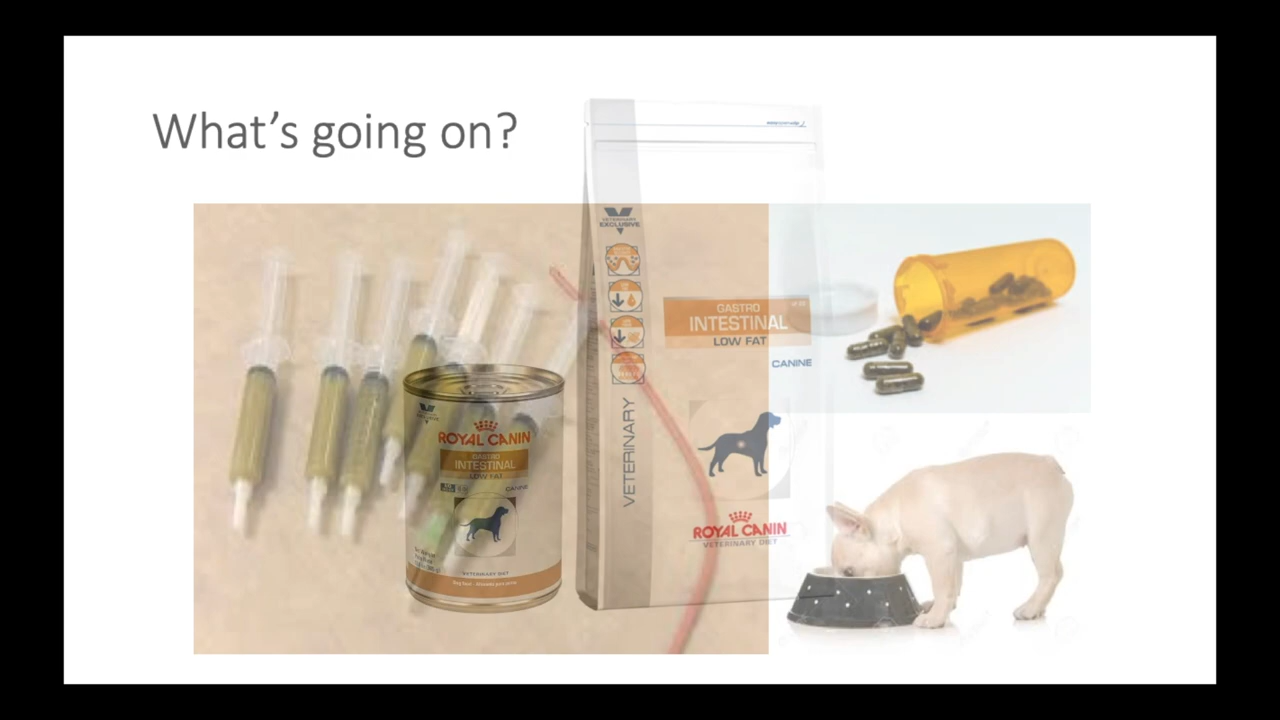 What's going on?
VETERINARY
EXCLUSIVE
GASTRO
INTESTINAL
LOW FAT
CANINE
VETERINARY
ROYAL CANIN
VETERINARY DIET
ROYAL CANIN
GASTRO
INTESTINAL
LOW FAT
CANINE
VETERINARY DIET